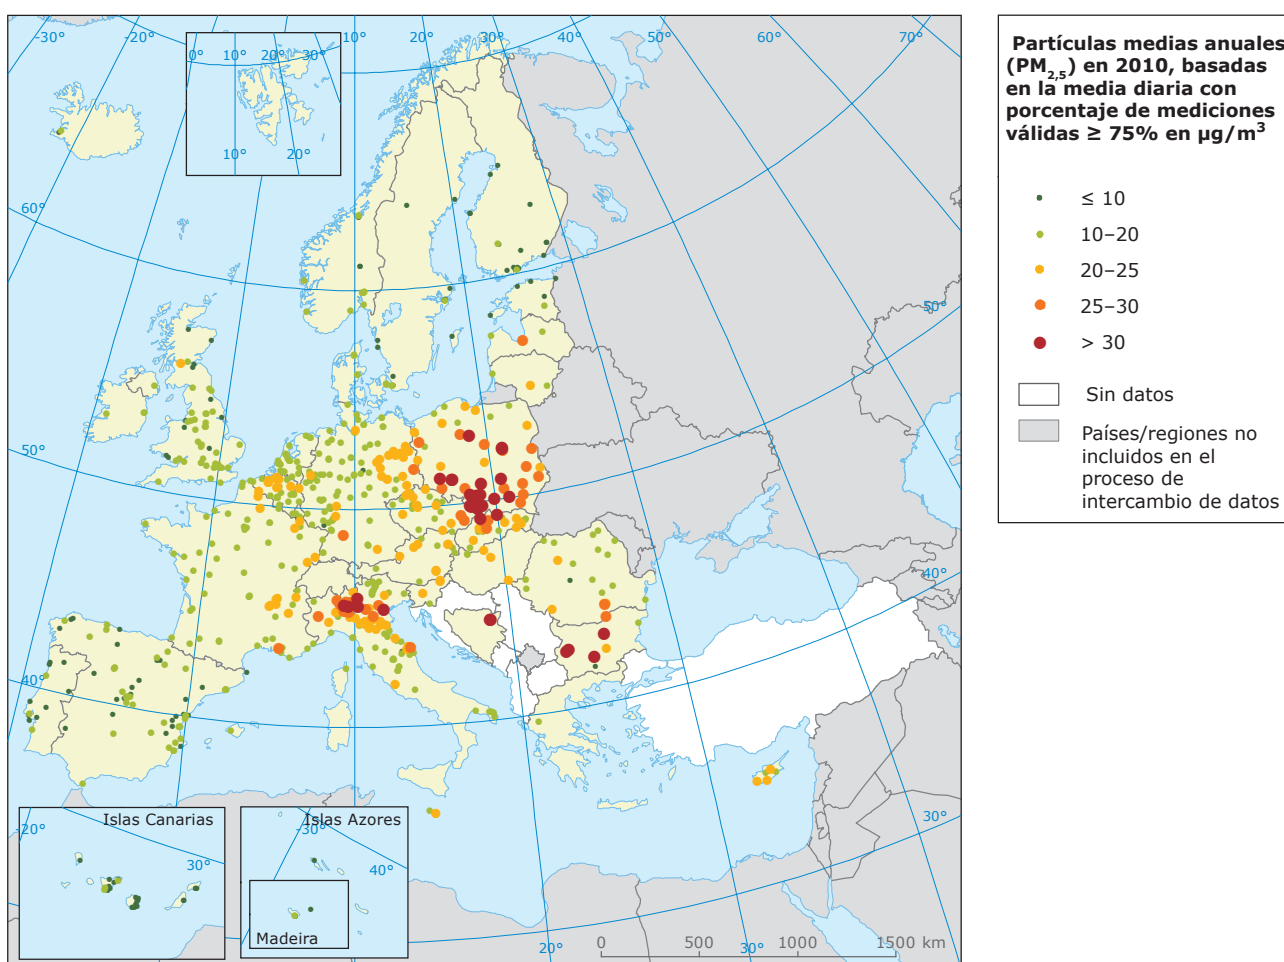 -30°
-20°
0°
10°
20°
30°
10°
20°
10°
20°
30°
40°
50°
60°
70°
60°
50°
50°
40°
40°
-20°
Islas Canarias
30°
-30°
Islas Azores
40°
Madeira
20°
30°
30°
0
500
1000
1500 km
Partículas medias anuales
(PM2,5) en 2010, basadas
en la media diaria con
porcentaje de mediciones
válidas ≥ 75% en µg/m³
≤ 10
10–20
20–25
25–30
> 30
Sin datos
Países/regiones no
incluidos en el
proceso de
intercambio de datos